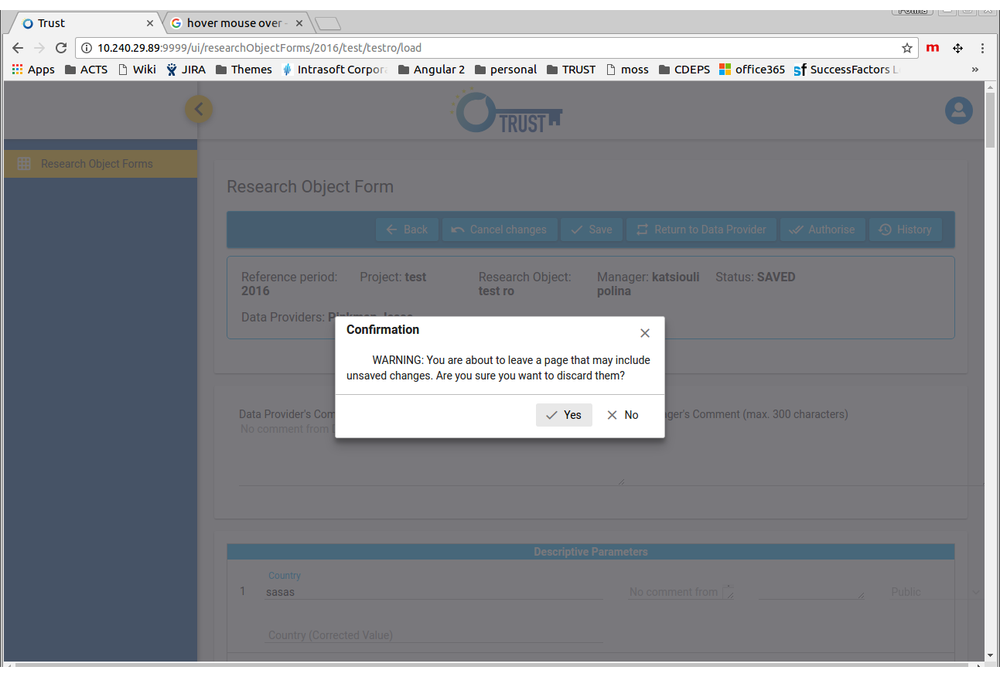 Trust
hover mouse over -
10.240.29.89:9999/ui/researchObjectForms/2016/test/testro/load
m
Apps ACTS Wiki JIRA Themes Intrasoft Corpor Angular 2 personal TRUST moss CDEPS office365 SuccessFactors L »
TRUST
Research Object Forms
Research Object Form
Back Cancel changes Save Return to Data Provider Authorise History
Reference period: Project: test Research Object: Manager: katsiouli Status: SAVED
2016 test ro polina
Data Providers:
Confirmation
WARNING: You are about to leave a page that may include
unsaved changes. Are you sure you want to discard them?
Yes No
Data Provider's Com ager's Comment (max. 300 characters)
No comment from
Descriptive Parameters
Country
1 sasas No comment from Public
Country (Corrected Value)